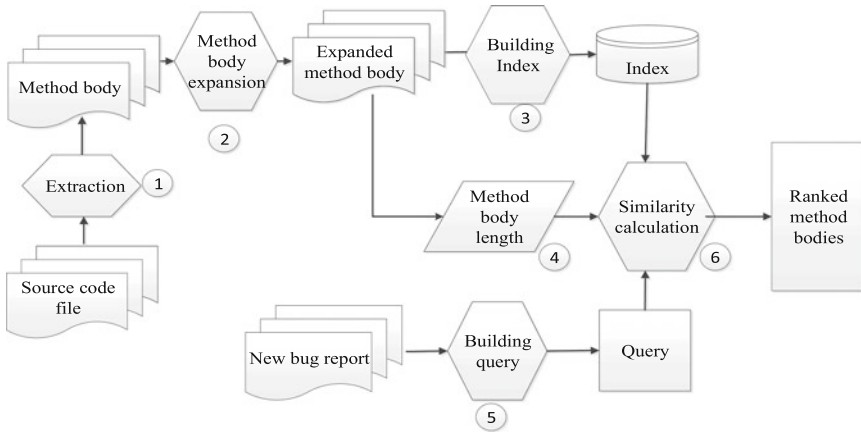 Method body
Method
body
expansion
2
Expanded
method body
Building
Index
3
Index
Extraction
1
Source code
file
Method
body
length
4
Similarity
calculation
6
Ranked
method
bodies
New bug report
Building
query
5
Query